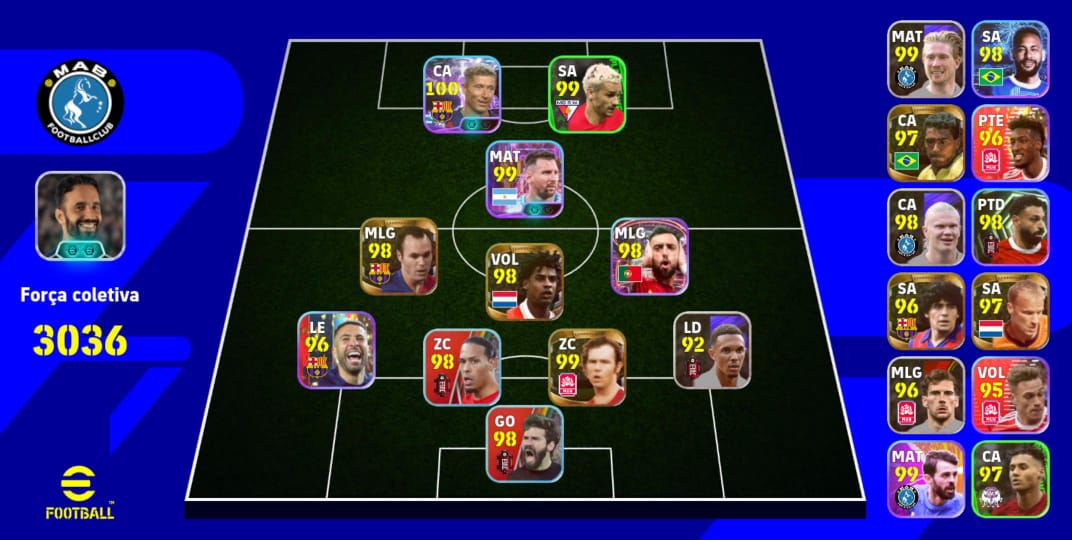 MAB
FOOTBALLCLUB
Força coletiva
3036
FOOTBALL™
CA
100
SA
99
MAT
99
MLG
98
VOL
98
MLG
98
LE
96
ZC
98
ZC
99
LD
92
GO
98
MAT
99
SA
98
CA
97
PTE
96
CA
98
PTD
98
SA
96
SA
97
MLG
96
VOL
95
MAT
99
CA
97